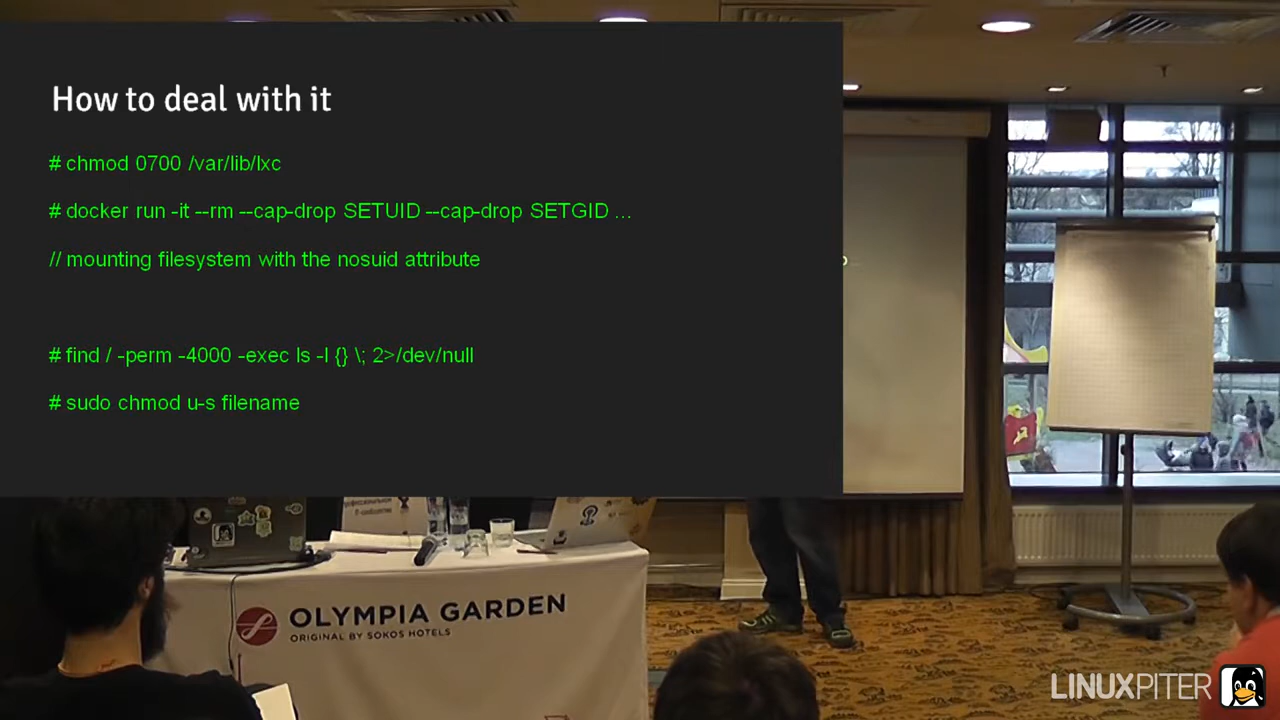 How to deal with it
# chmod 0700 /var/lib/lxc
# docker run -it --rm --cap-drop SETUID --cap-drop SETGID ...
// mounting filesystem with the nosuid attribute
# find / -perm -4000 -exec ls -l {} \; 2>/dev/null
# sudo chmod u-s filename
OLYMPIA GARDEN
ORIGINAL BY SOKOS HOTELS
LINUXPITER